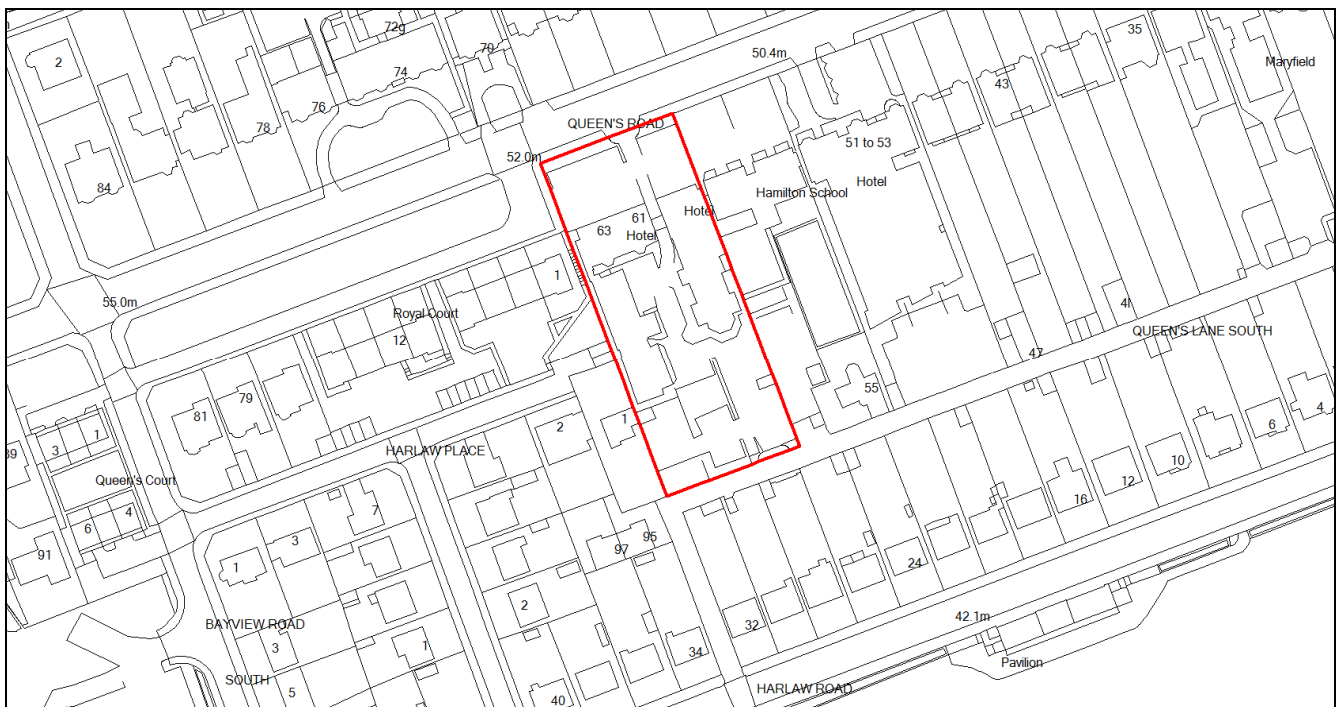 72g
70
50.4m
35
2
74
Maryfield
43
76
78
QUEEN'S ROAD
51 to 53
52.0m
84
Hamilton School
Hotel
61
Hotel
63
Hotel
1
55.0m
Royal Court
12
QUEEN'S LANE SOUTH
47
55
79
81
1
2
6
4
3
1
HARLAW PLACE
10
Queen's Court
12
16
4
7
6
95
97
3
91
1
24
2
42.1m
BAYVIEW ROAD
32
3
1
34
Pavilion
SOUTH
5
40
HARLAW ROAD